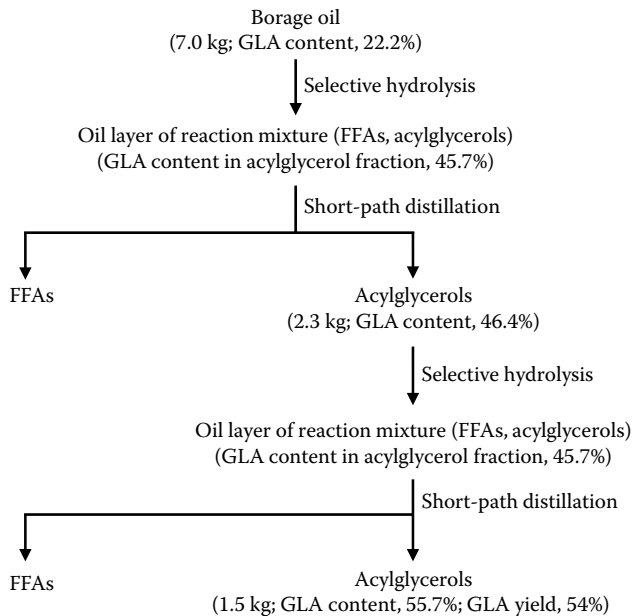 Borage oil
(7.0 kg; GLA content, 22.2%)
Selective hydrolysis
Oil layer of reaction mixture (FFAs, acylglycerols)
(GLA content in acylglycerol fraction, 45.7%)
Short-path distillation
FFAs
Acylglycerols
(2.3 kg; GLA content, 46.4%)
Selective hydrolysis
Oil layer of reaction mixture (FFAs, acylglycerols)
(GLA content in acylglycerol fraction, 45.7%)
Short-path distillation
FFAs
Acylglycerols
(1.5 kg; GLA content, 55.7%; GLA yield, 54%)